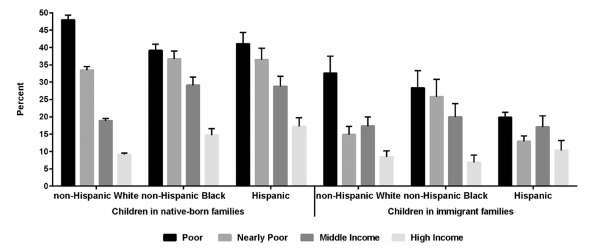 50
45
40
35
30
25
20
15
10
5
0
Percent
non-Hispanic White non-Hispanic Black Hispanic non-Hispanic White non-Hispanic Black Hispanic
Children in native-born families Children in immigrant families
Poor Nearly Poor Middle Income High Income